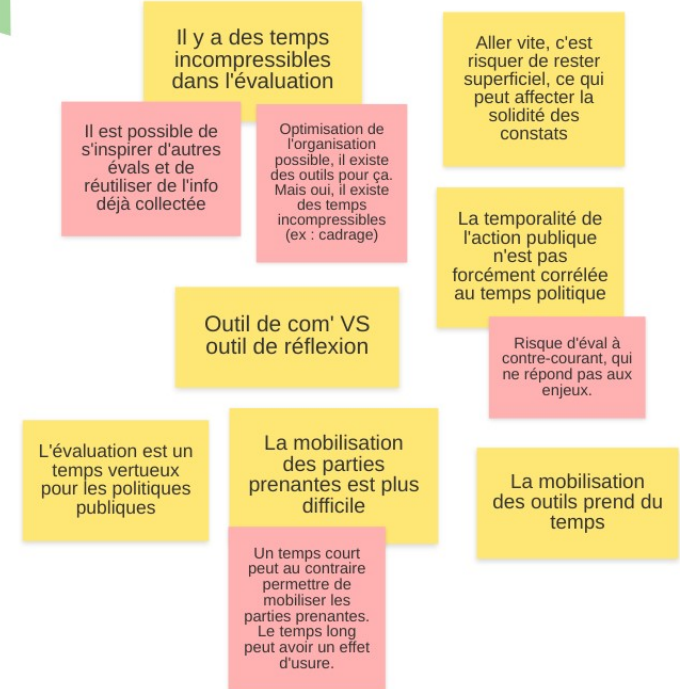 Il y a des temps
incompressibles
dans l'évaluation
Il est possible de
s'inspirer d'autres
évals et de
réutiliser de l'info
déjà collectée
Optimisation de
l'organisation
possible, il existe
des outils pour ça.
Mais oui, il existe
des temps
incompressibles
(ex : cadrage)
Aller vite, c'est
risquer de rester
superficiel, ce qui
peut affecter la
solidité des
constats
La temporalité de
l'action publique
n'est pas
forcément corrélée
au temps politique
Risque d'éval à
contre-courant, qui
ne répond pas aux
enjeux.
Outil de com' VS
outil de réflexion
L'évaluation est un
temps vertueux
pour les politiques
publiques
La mobilisation
des parties
prenantes est plus
difficile
Un temps court
peut au contraire
permettre de
mobiliser les
parties prenantes.
Le temps long
peut avoir un effet
d'usure.
La mobilisation
des outils prend du
temps